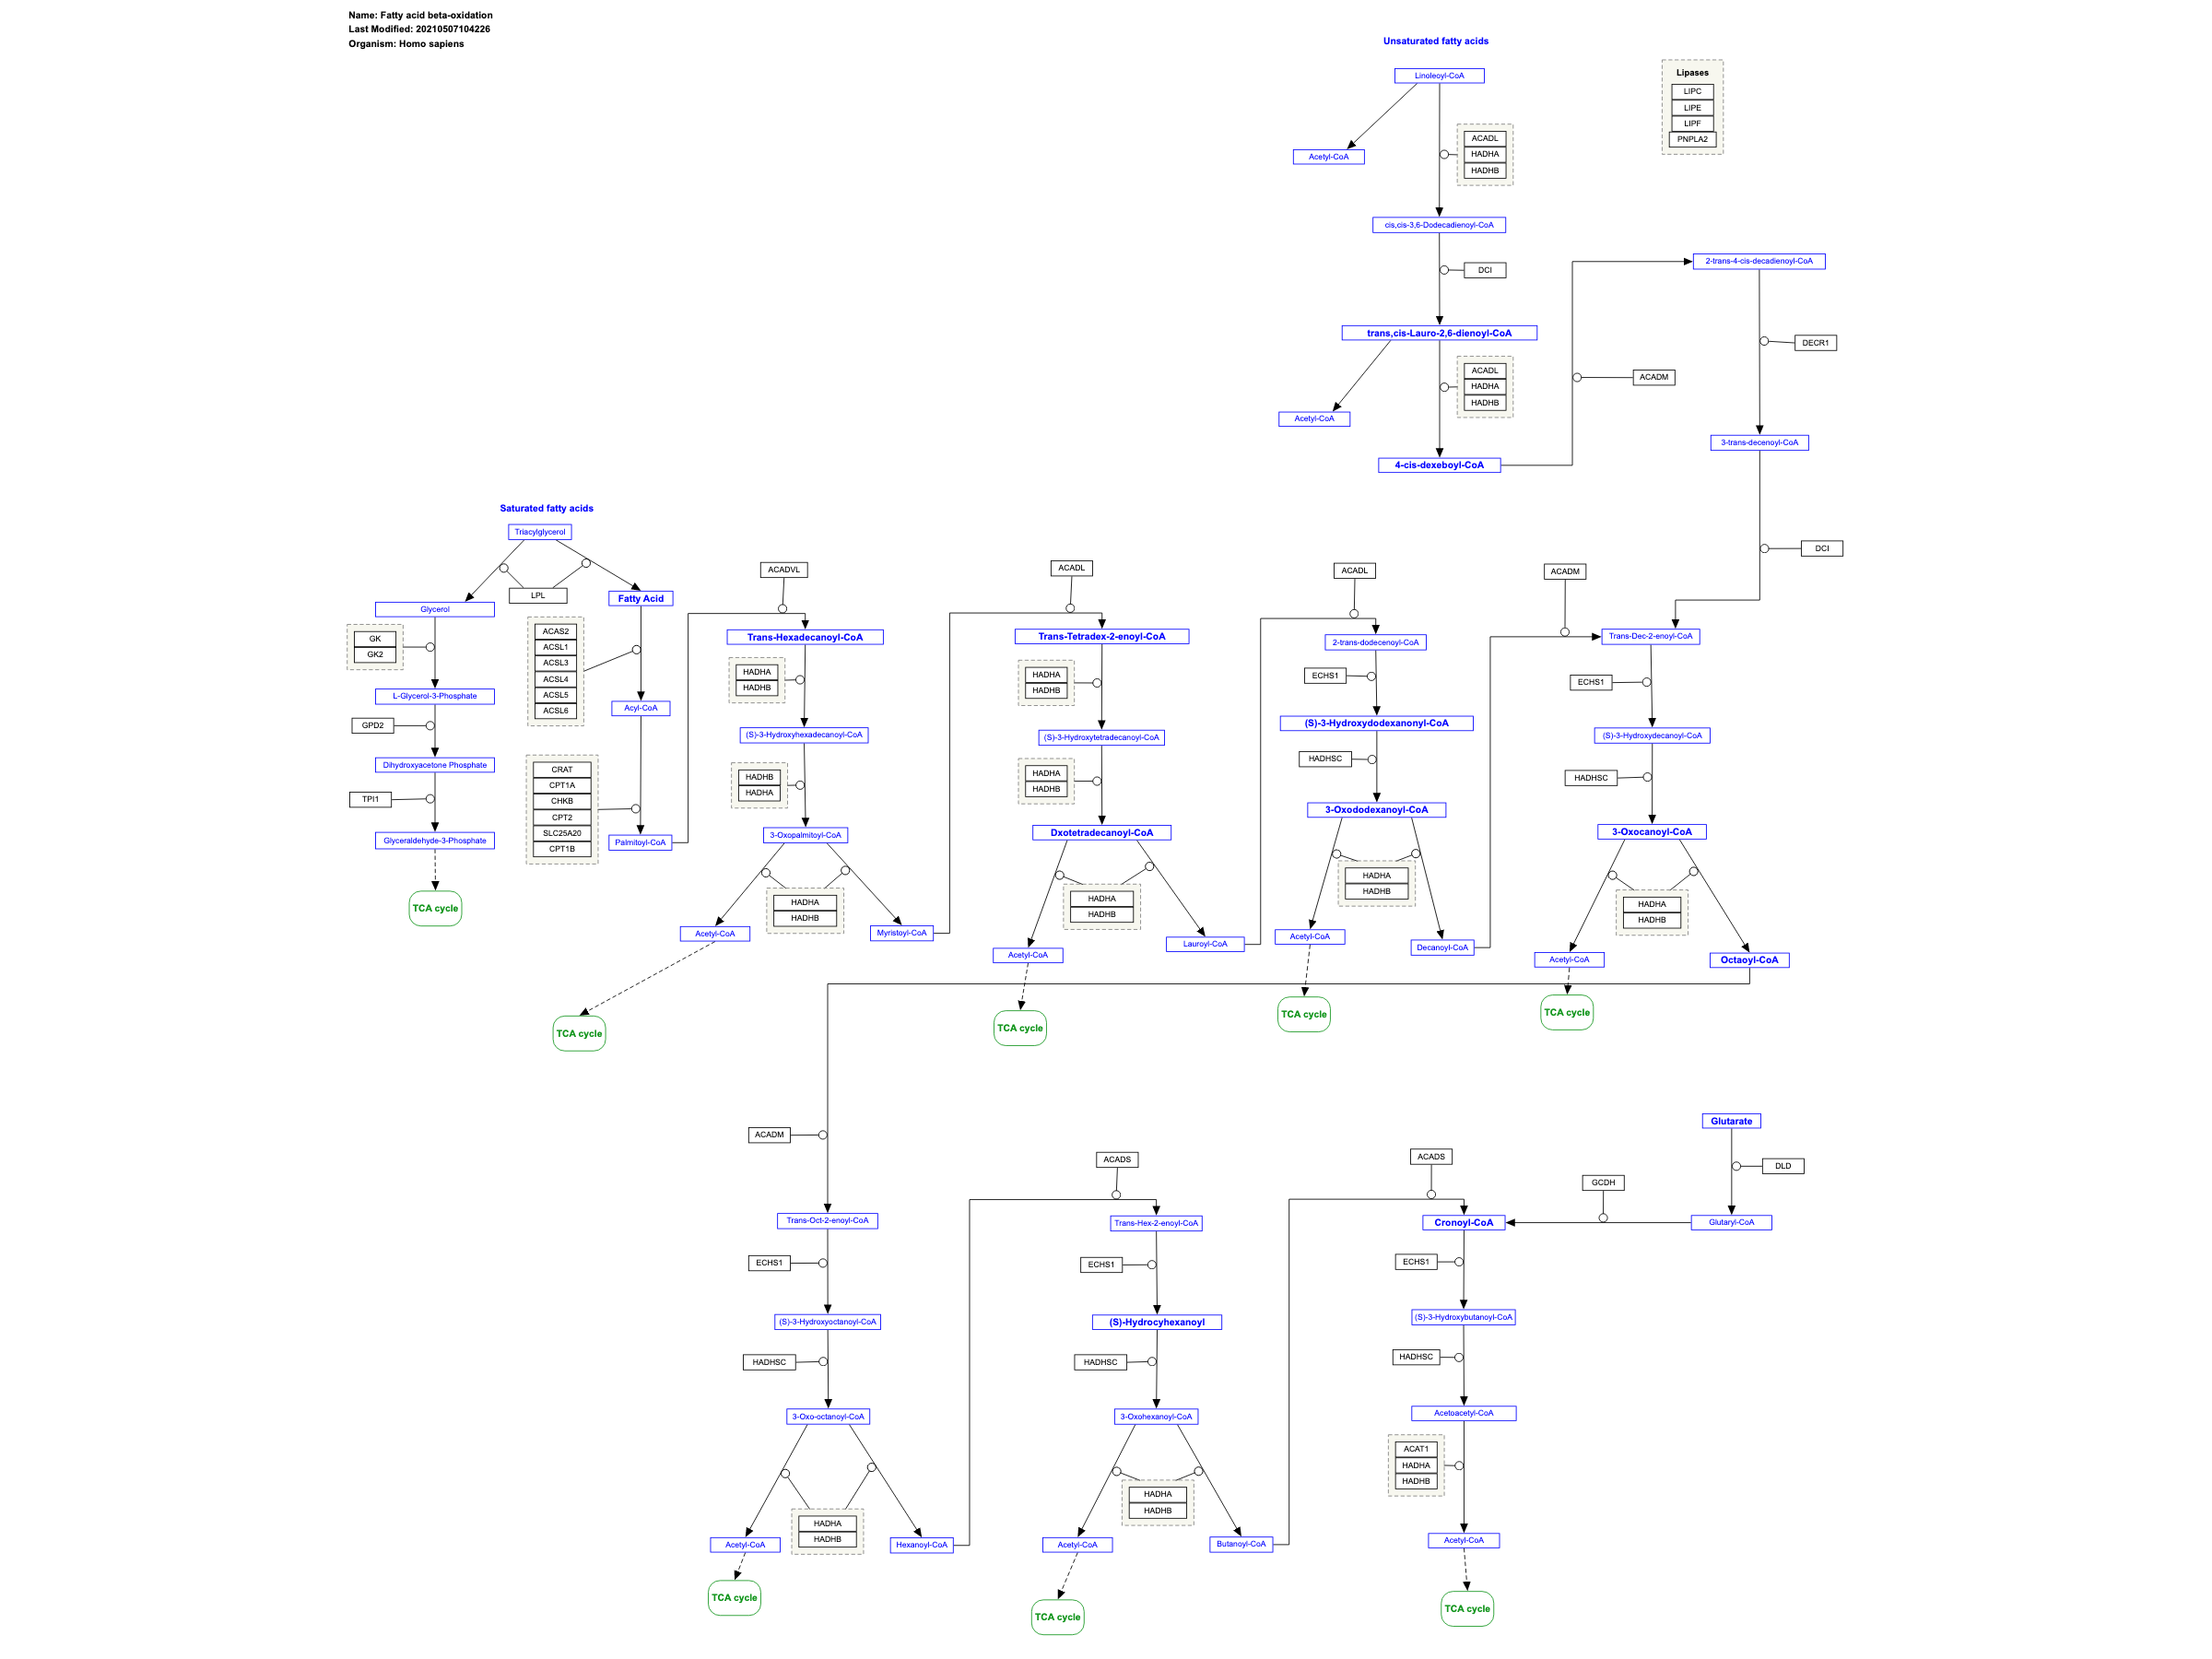 Name: Fatty acid beta-oxidation
Last Modified: 20210507104226
Organism: Homo sapiens
Unsaturated fatty acids
Linoleoyl-CoA
Lipases
LIPC
LIPE
LIPF
PNPLA2
Acetyl-CoA
ACADL
HADHA
HADHB
cis,cis-3,6-Dodecadienoyl-CoA
DCI
2-trans-4-cis-decadienoyl-CoA
trans,cis-Lauro-2,6-dienoyl-CoA
DECR1
ACADL
HADHA
HADHB
ACADM
Acetyl-CoA
3-trans-decenoyl-CoA
4-cis-dexeboyl-CoA
DCI
Saturated fatty acids
Triacylglycerol
LPL
Glycerol
Fatty Acid
GK
GK2
L-Glycerol-3-Phosphate
GPD2
Dihydroxyacetone Phosphate
TPI1
Glyceraldehyde-3-Phosphate
TCA cycle
ACAS2
ACSL1
ACSL3
ACSL4
ACSL5
ACSL6
Acyl-CoA
CRAT
CPT1A
CHKB
CPT2
SLC25A20
CPT1B
Palmitoyl-CoA
ACADVL
Trans-Hexadecanoyl-CoA
HADHA
HADHB
(S)-3-Hydroxyhexadecanoyl-CoA
HADHB
HADHA
3-Oxopalmitoyl-CoA
HADHA
HADHB
Acetyl-CoA
Myristoyl-CoA
TCA cycle
ACADL
Trans-Tetradex-2-enoyl-CoA
HADHA
HADHB
(S)-3-Hydroxytetradecanoyl-CoA
HADHA
HADHB
Dxotetradecanoyl-CoA
HADHA
HADHB
Acetyl-CoA
Lauroyl-CoA
TCA cycle
ACADL
2-trans-dodecenoyl-CoA
ECHS1
(S)-3-Hydroxydodexanonyl-CoA
HADHSC
3-Oxododexanoyl-CoA
HADHA
HADHB
Acetyl-CoA
Decanoyl-CoA
TCA cycle
ACADM
Trans-Dec-2-enoyl-CoA
ECHS1
(S)-3-Hydroxydecanoyl-CoA
HADHSC
3-Oxocanoyl-CoA
HADHA
HADHB
Acetyl-CoA
Octaoyl-CoA
TCA cycle
ACADM
Trans-Oct-2-enoyl-CoA
ECHS1
(S)-3-Hydroxyoctanoyl-CoA
HADHSC
3-Oxo-octanoyl-CoA
HADHA
HADHB
Acetyl-CoA
Hexanoyl-CoA
TCA cycle
ACADS
Trans-Hex-2-enoyl-CoA
ECHS1
(S)-Hydrocyhexanoyl
HADHSC
3-Oxohexanoyl-CoA
HADHA
HADHB
Acetyl-CoA
Butanoyl-CoA
TCA cycle
ACADS
Glutarate
DLD
GCDH
Cronoyl-CoA
Glutaryl-CoA
ECHS1
(S)-3-Hydroxybutanoyl-CoA
HADHSC
Acetoacetyl-CoA
ACAT1
HADHA
HADHB
Acetyl-CoA
TCA cycle